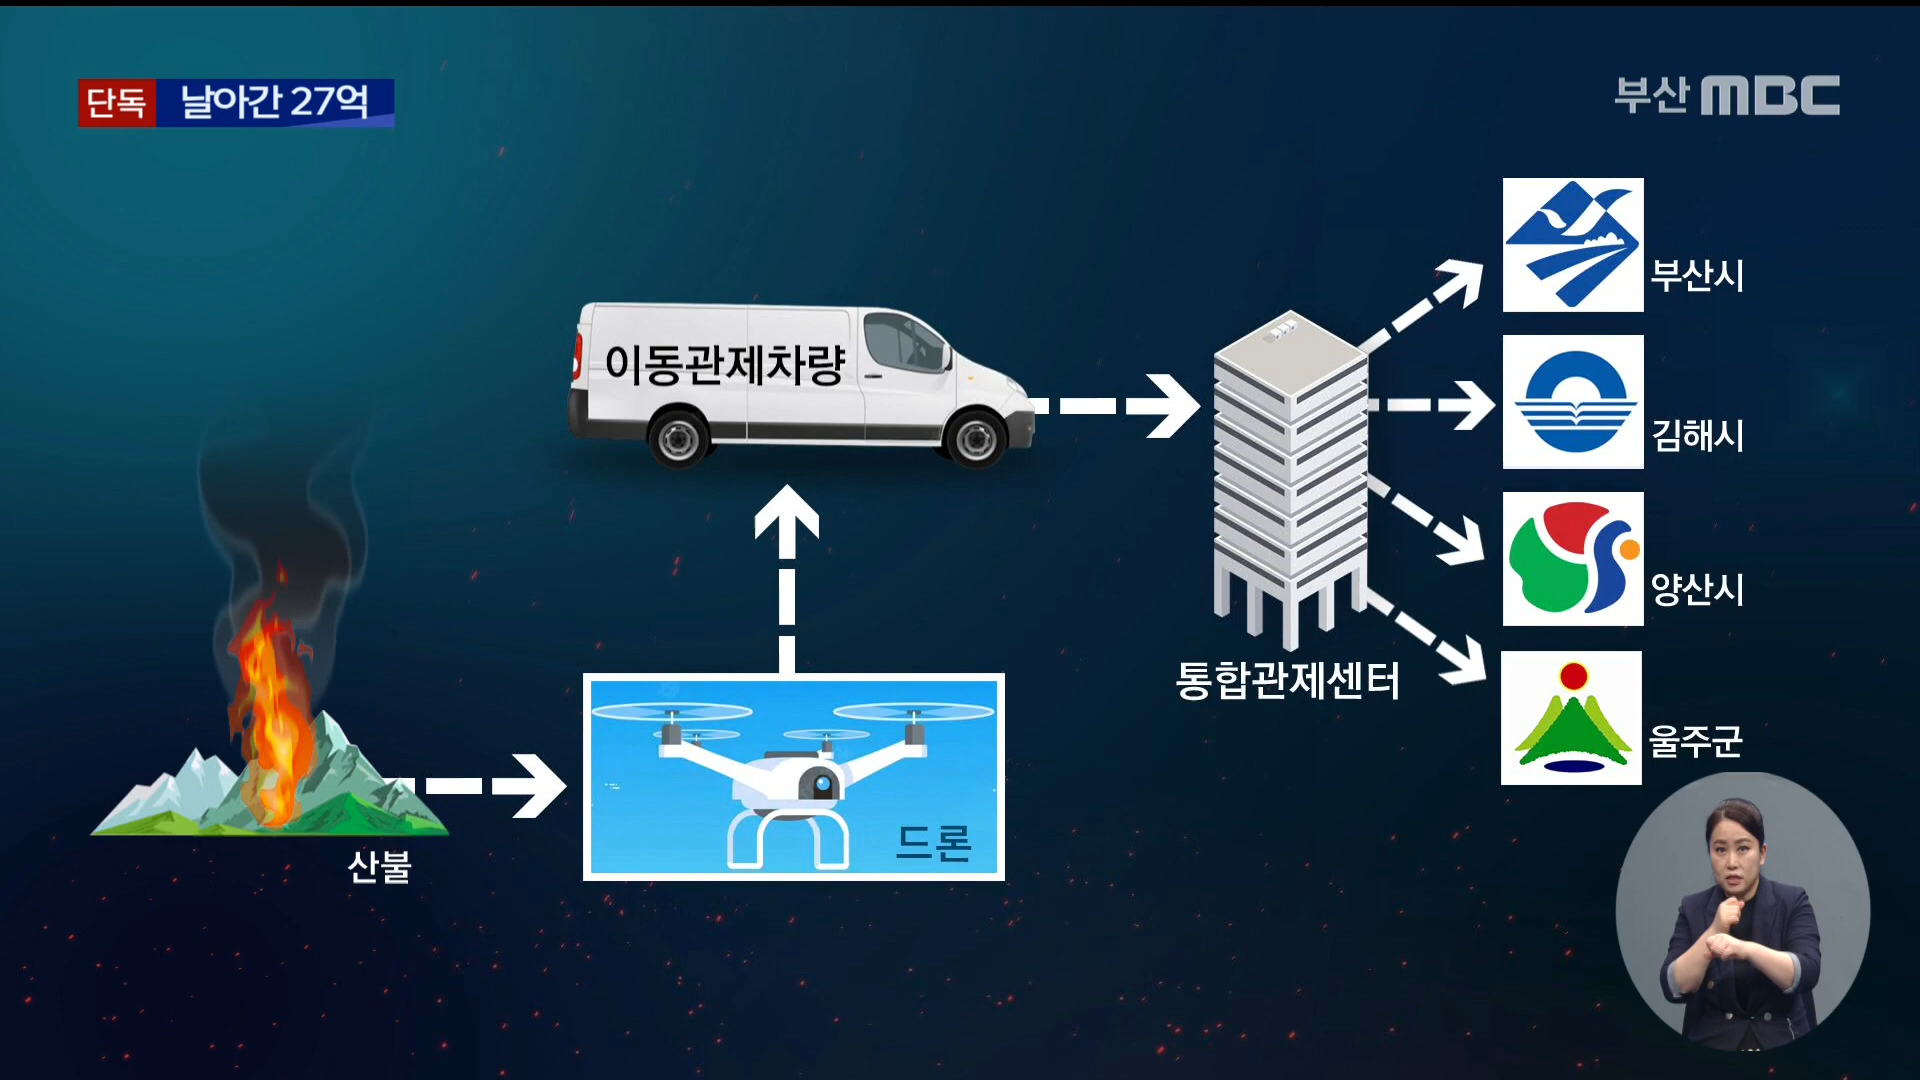 단독 날아간 27억
부산 MBC
이동관제차량
부산시
김해시
양산시
울주군
통합관제센터
드론
산불